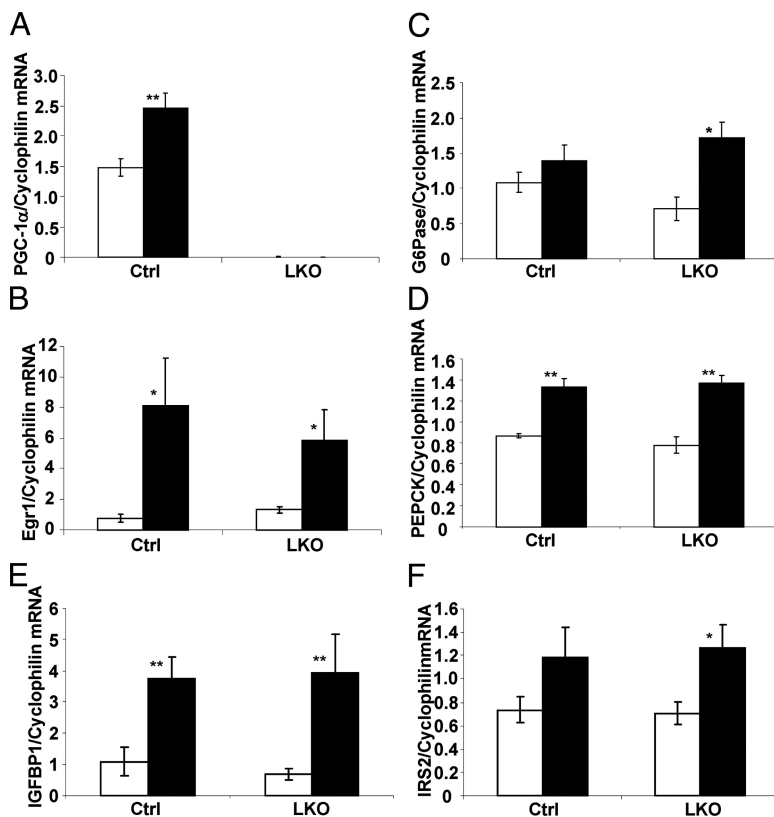 A
PGC-1α/Cyclophilin mRNA
3.0
2.5
2.0
1.5
1.0
0.5
0
**
Ctrl
LKO
B
Egr1/Cyclophilin mRNA
12
10
8
6
4
2
0
*
*
Ctrl
LKO
E
IGFBP1/Cyclophilin mRNA
6
5
4
3
2
1
0
**
**
Ctrl
LKO
C
G6Pase/Cyclophilin mRNA
2.5
2.0
1.5
1.0
0.5
0
*
Ctrl
LKO
D
PEPCK/Cyclophilin mRNA
1.6
1.4
1.2
1.0
0.8
0.6
0.4
0.2
0
**
**
Ctrl
LKO
F
IRS2/CyclophilinmRNA
1.6
1.4
1.2
1.0
0.8
0.6
0.4
0.2
0
*
Ctrl
LKO